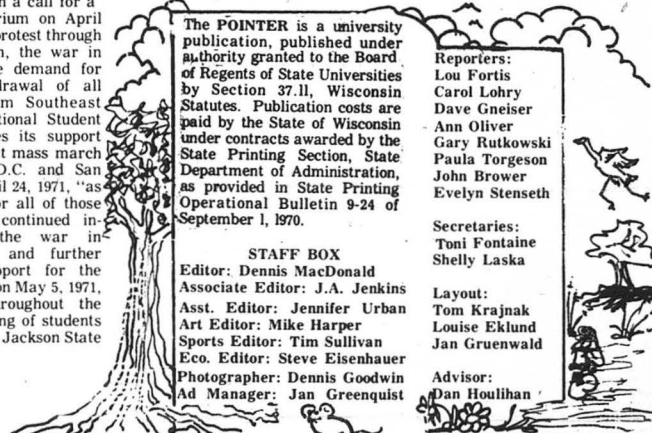 n a call for a
rium on April
protest through
n, the war in
e demand for
drawal of all
m Southeast
tional Student
es its support
t mass march
D.C. and San
il 24, 1971, "as
or all of those
continued in-
the war in
and further
port for the
on May 5, 1971,
roughout the
ng of students
Jackson State
The POINTER is a university
publication, published under
authority granted to the Board
of Regents of State Universities
by Section 37.11, Wisconsin
Statutes. Publication costs are
paid by the State of Wisconsin
under contracts awarded by the
State Printing Section, State
Department of Administration,
as provided in State Printing
Operational Bulletin 9-24 of
September 1, 1970.
STAFF BOX
Editor: Dennis MacDonald
Associate Editor: J.A. Jenkins
Asst. Editor: Jennifer Urban
Art Editor: Mike Harper
Sports Editor: Tim Sullivan
Eco. Editor: Steve Eisenhauer
Photographer: Dennis Goodwin
Ad Manager: Jan Greenquist
Reporters:
Lou Fortis
Carol Lohry
Dave Gneiser
Ann Oliver
Gary Rutkowski
Paula Torgeson
John Brower
Evelyn Stenseth
Secretaries:
Toni Fontaine
Shelly Laska
Layout:
Tom Krajnak
Louise Eklund
Jan Gruenwald
Advisor:
Dan Houlihan